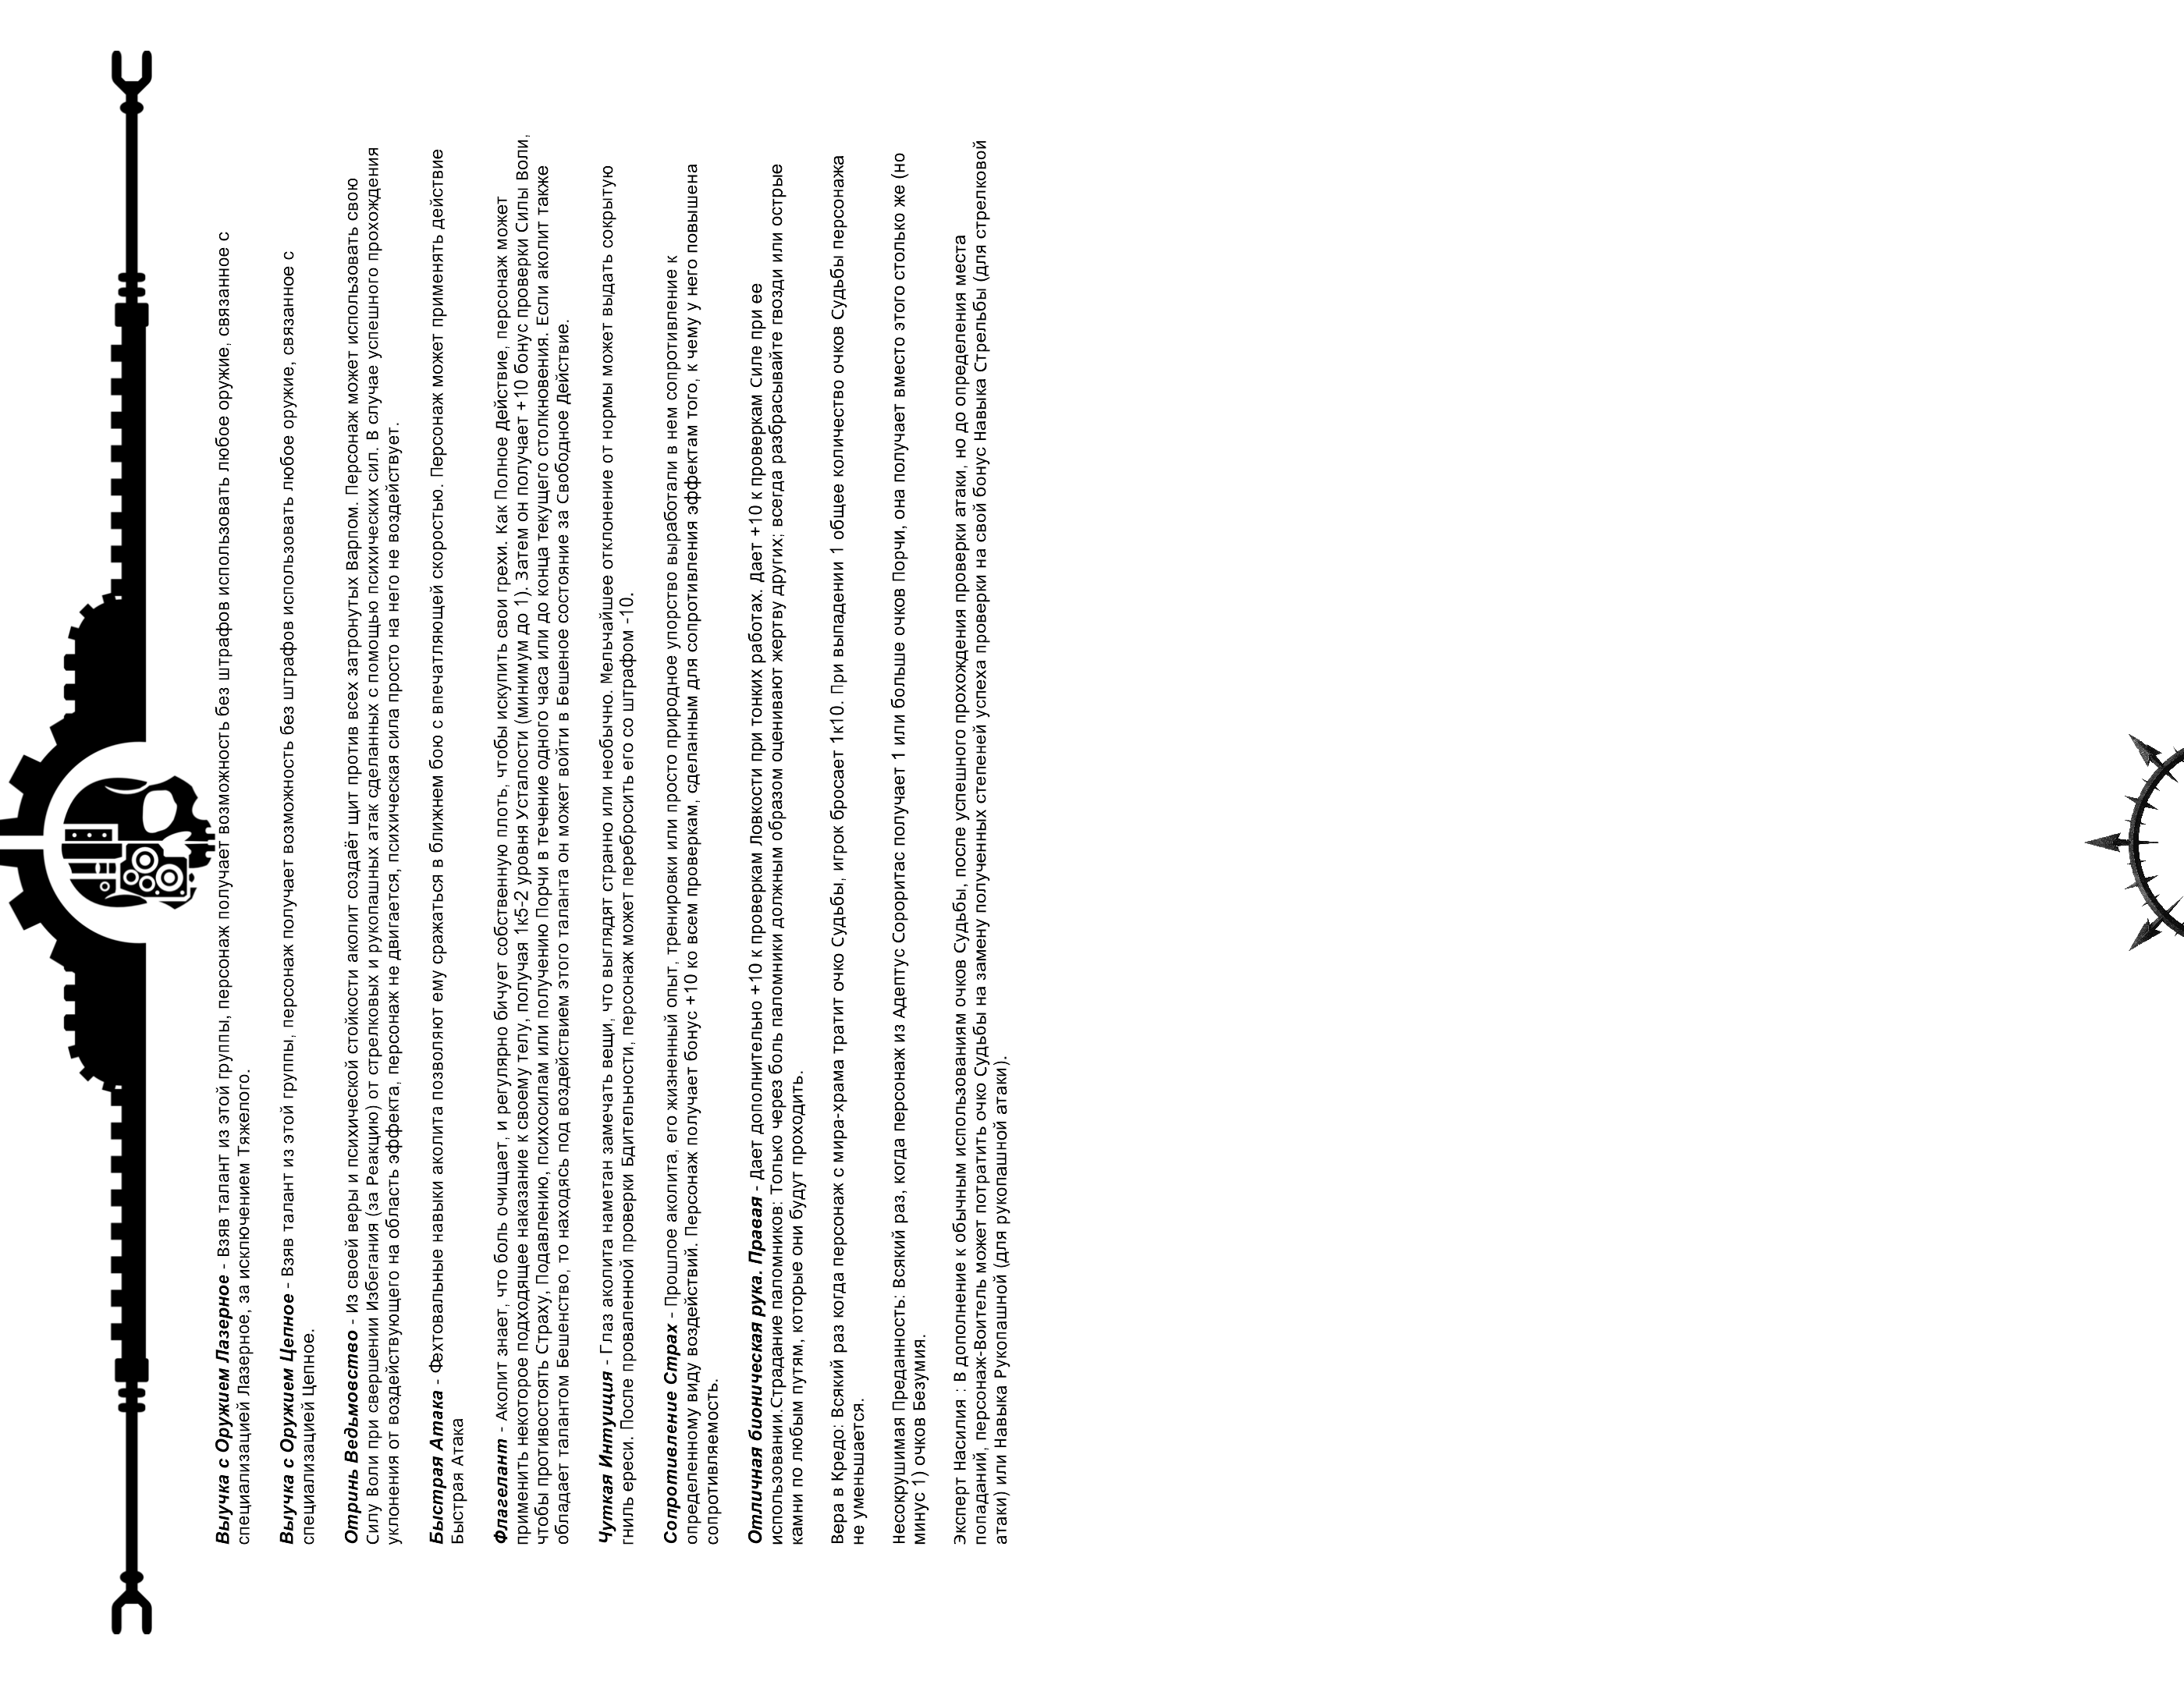 Выучка с Оружием Лазерное - Взяв талант из этой группы, персонаж получает возможность без штрафов использовать любое оружие, связанное с
специализацией Лазерное, за исключением Тяжелого.
Выучка с Оружием Цепное - Взяв талант из этой группы, персонаж получает возможность без штрафов использовать любое оружие, связанное с
специализацией Цепное.
Отринь Ведьмовство - Из своей веры и психической стойкости аколит создаёт щит против всех затронутых Варпом. Персонаж может использовать свою
Силу Воли при свершении Избегания (за Реакцию) от стрелковых и рукопашных атак сделанных с помощью психических сил. В случае успешного прохождения
уклонения от воздействующего на область эффекта, персонаж не двигается, психическая сила просто на него не воздействует.
Быстрая Атака - Фехтовальные навыки аколита позволяют ему сражаться в ближнем бою с впечатляющей скоростью. Персонаж может применять действие
Быстрая Атака
Флагелант - Аколит знает, что боль очищает, и регулярно бичует собственную плоть, чтобы искупить свои грехи. Как Полное Действие, персонаж может
применить некоторое подходящее наказание к своему телу, получая 1к5-2 уровня Усталости (минимум до 1). Затем он получает +10 бонус проверки Силы Воли,
чтобы противостоять Страху, Подавлению, психосилам или получению Порчи в течение одного часа или до конца текущего столкновения. Если аколит также
обладает талантом Бешенство, то находясь под воздействием этого таланта он может войти в Бешеное состояние за Свободное Действие.
Чуткая Интуиция - Глаз аколита наметан замечать вещи, что выглядят странно или необычно. Мельчайшее отклонение от нормы может выдать сокрытую
гниль ереси. После проваленной проверки Бдительности, персонаж может перебросить его со штрафом -10.
Сопротивление Страх - Прошлое аколита, его жизненный опыт, тренировки или просто природное упорство выработали в нем сопротивление к
определенному виду воздействий. Персонаж получает бонус +10 ко всем проверкам, сделанным для сопротивления эффектам того, к чему у него повышена
сопротивляемость.
Отличная бионическая рука. Правая - Дает дополнительно +10 к проверкам Ловкости при тонких работах. Дает +10 к проверкам Силе при ее
использовании.Страдание паломников: Только через боль паломники должным образом оценивают жертву других; всегда разбрасывайте гвозди или острые
камни по любым путям, которые они будут проходить.
Вера в Кредо: Всякий раз когда персонаж с мира-храма тратит очко Судьбы, игрок бросает 1к10. При выпадении 1 общее количество очков Судьбы персонажа
не уменьшается.
Несокрушимая Преданность: Всякий раз, когда персонаж из Адептус Сороритас получает 1 или больше очков Порчи, она получает вместо этого столько же (но
минус 1) очков Безумия.
Эксперт Насилия : В дополнение к обычным использованиям очков Судьбы, после успешного прохождения проверки атаки, но до определения места
попаданий, персонаж-Воитель может потратить очко Судьбы на замену полученных степеней успеха проверки на свой бонус Навыка Стрельбы (для стрелковой
атаки) или Навыка Рукопашной (для рукопашной атаки).